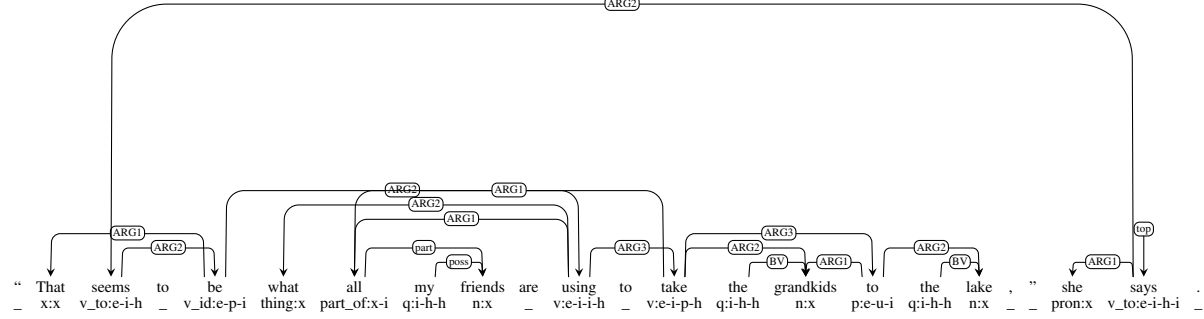 ARG2
ARG2 ARG1
ARG2
ARG1
ARG1 ARG3 top
ARG2 part ARG3 ARG2 ARG2
poss BV ARG1 BV ARG1
“ That seems to be what all my friends are using to take the grandkids to the lake , ” she says .
_ x:x v_to:e-i-h _ v_id:e-p-i thing:x part_of:x-i q:i-h-h n:x _ v:e-i-i-h _ v:e-i-p-h q:i-h-h n:x p:e-u-i q:i-h-h n:x _ _ pron:x v_to:e-i-h-i _